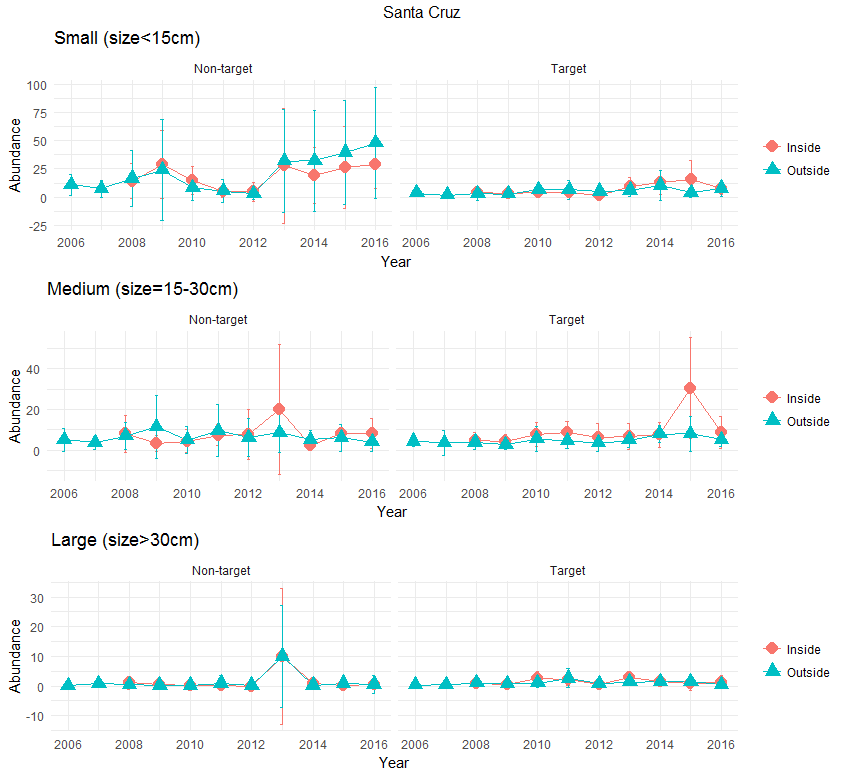 Santa Cruz
Small (size<15cm)
Non-target Target
100
75
50
25
0
-25
Abundance
2006 2008 2010 2012 2014 2016 2006 2008 2010 2012 2014 2016
Year
Inside
Outside
Medium (size=15-30cm)
Non-target Target
40
20
0
Abundance
2006 2008 2010 2012 2014 2016 2006 2008 2010 2012 2014 2016
Year
Inside
Outside
Large (size>30cm)
Non-target Target
30
20
10
0
-10
Abundance
2006 2008 2010 2012 2014 2016 2006 2008 2010 2012 2014 2016
Year
Inside
Outside